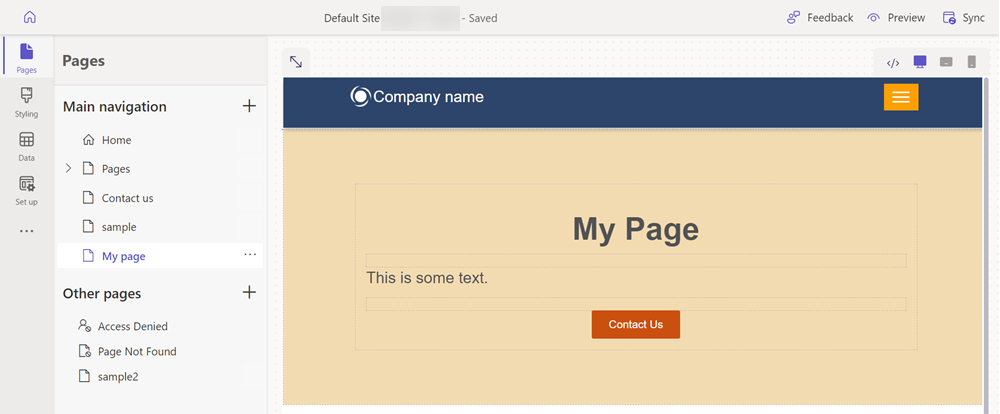 Default Site - Saved
Feedback
Preview
Sync
Pages
Styling
Data
Set up
Pages
Main navigation
Home
Pages
Contact us
sample
My page
Other pages
Access Denied
Page Not Found
sample2
</>
Company name
My Page
This is some text.
Contact Us